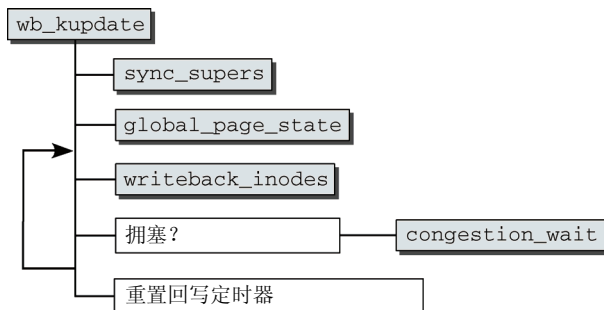 wb_kupdate
sync_supers
global_page_state
writeback_inodes
拥塞?
congestion_wait
重置回写定时器